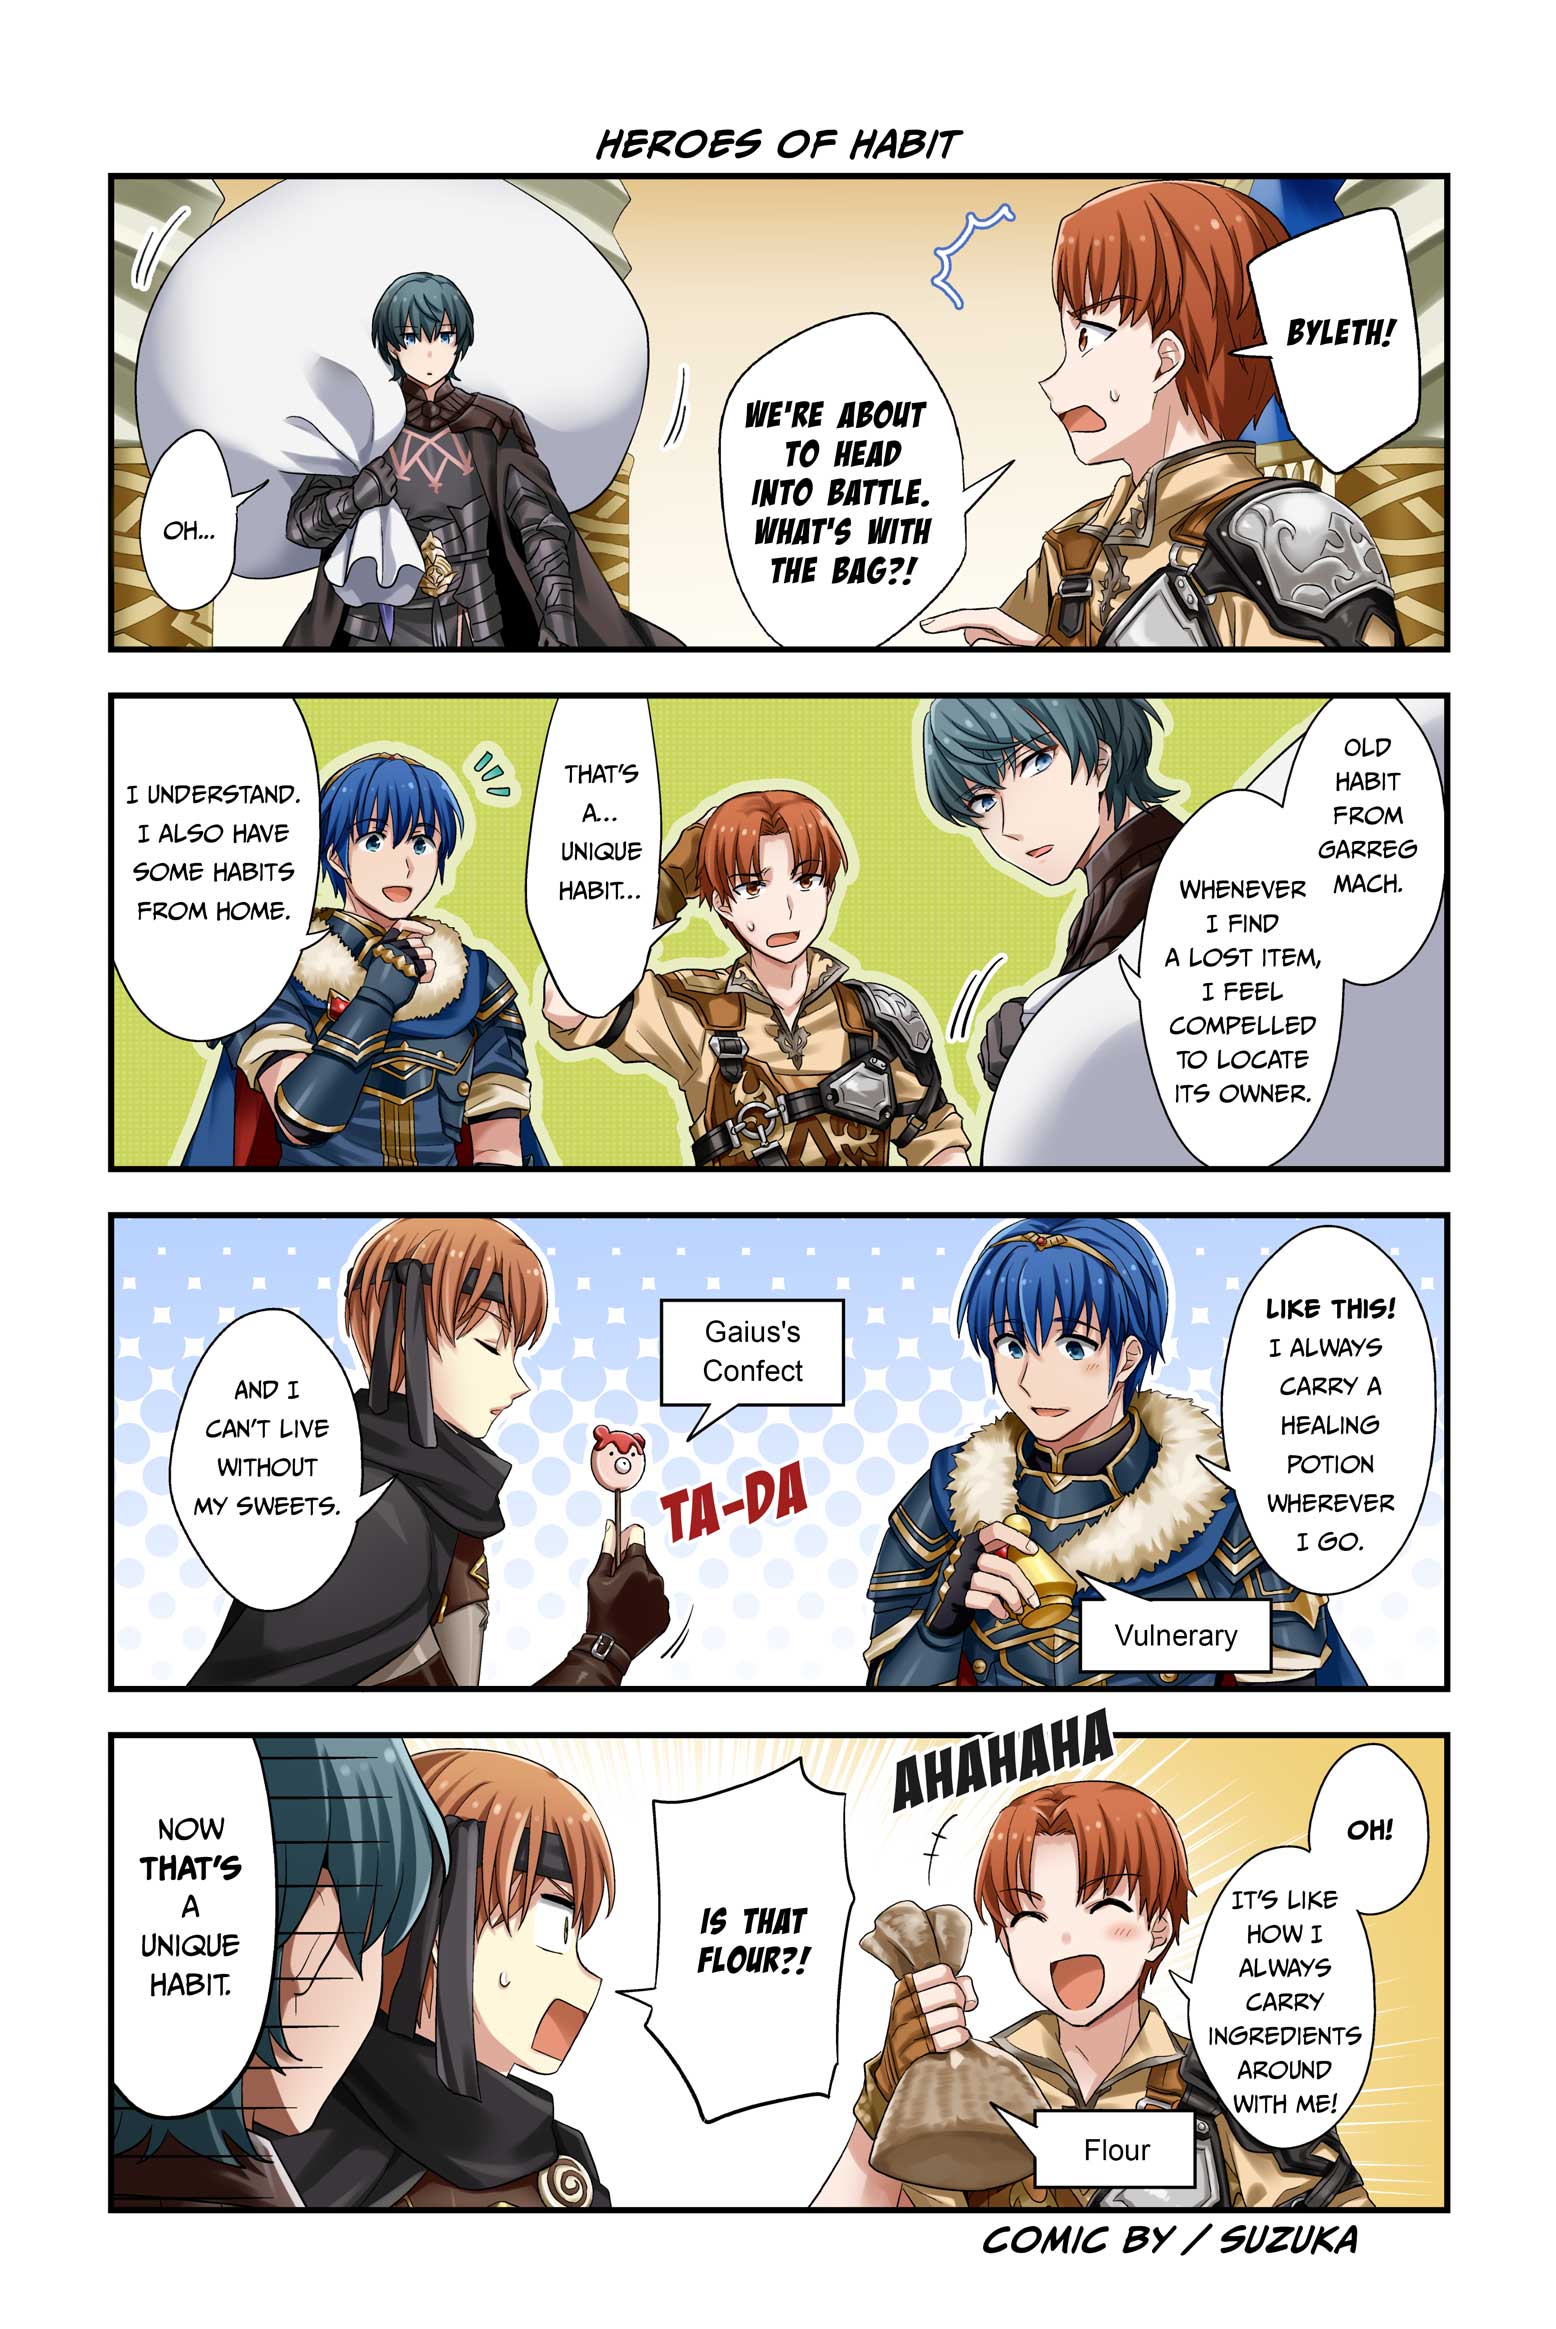 HEROES OF HABIT
BYLETH!
WE'RE ABOUT
TO HEAD
INTO BATTLE.
WHAT'S WITH
THE BAG?!
OH...
OLD
HABIT
FROM
GARREG
MACH.
WHENEVER
I FIND
A LOST ITEM,
I FEEL
COMPELLED
TO LOCATE
ITS OWNER.
THAT'S
A...
UNIQUE
HABIT...
I UNDERSTAND.
I ALSO HAVE
SOME HABITS
FROM HOME.
LIKE THIS!
I ALWAYS
CARRY A
HEALING
POTION
WHEREVER
I GO.
Vulnerary
Gaius's
Confect
TA-DA
AND I
CAN'T LIVE
WITHOUT
MY SWEETS.
OH!
IT'S LIKE
HOW I
ALWAYS
CARRY
INGREDIENTS
AROUND
WITH ME!
AHAHAHA
Flour
IS THAT
FLOUR?!
NOW
THAT'S
A
UNIQUE
HABIT.
COMIC BY / SUZUKA